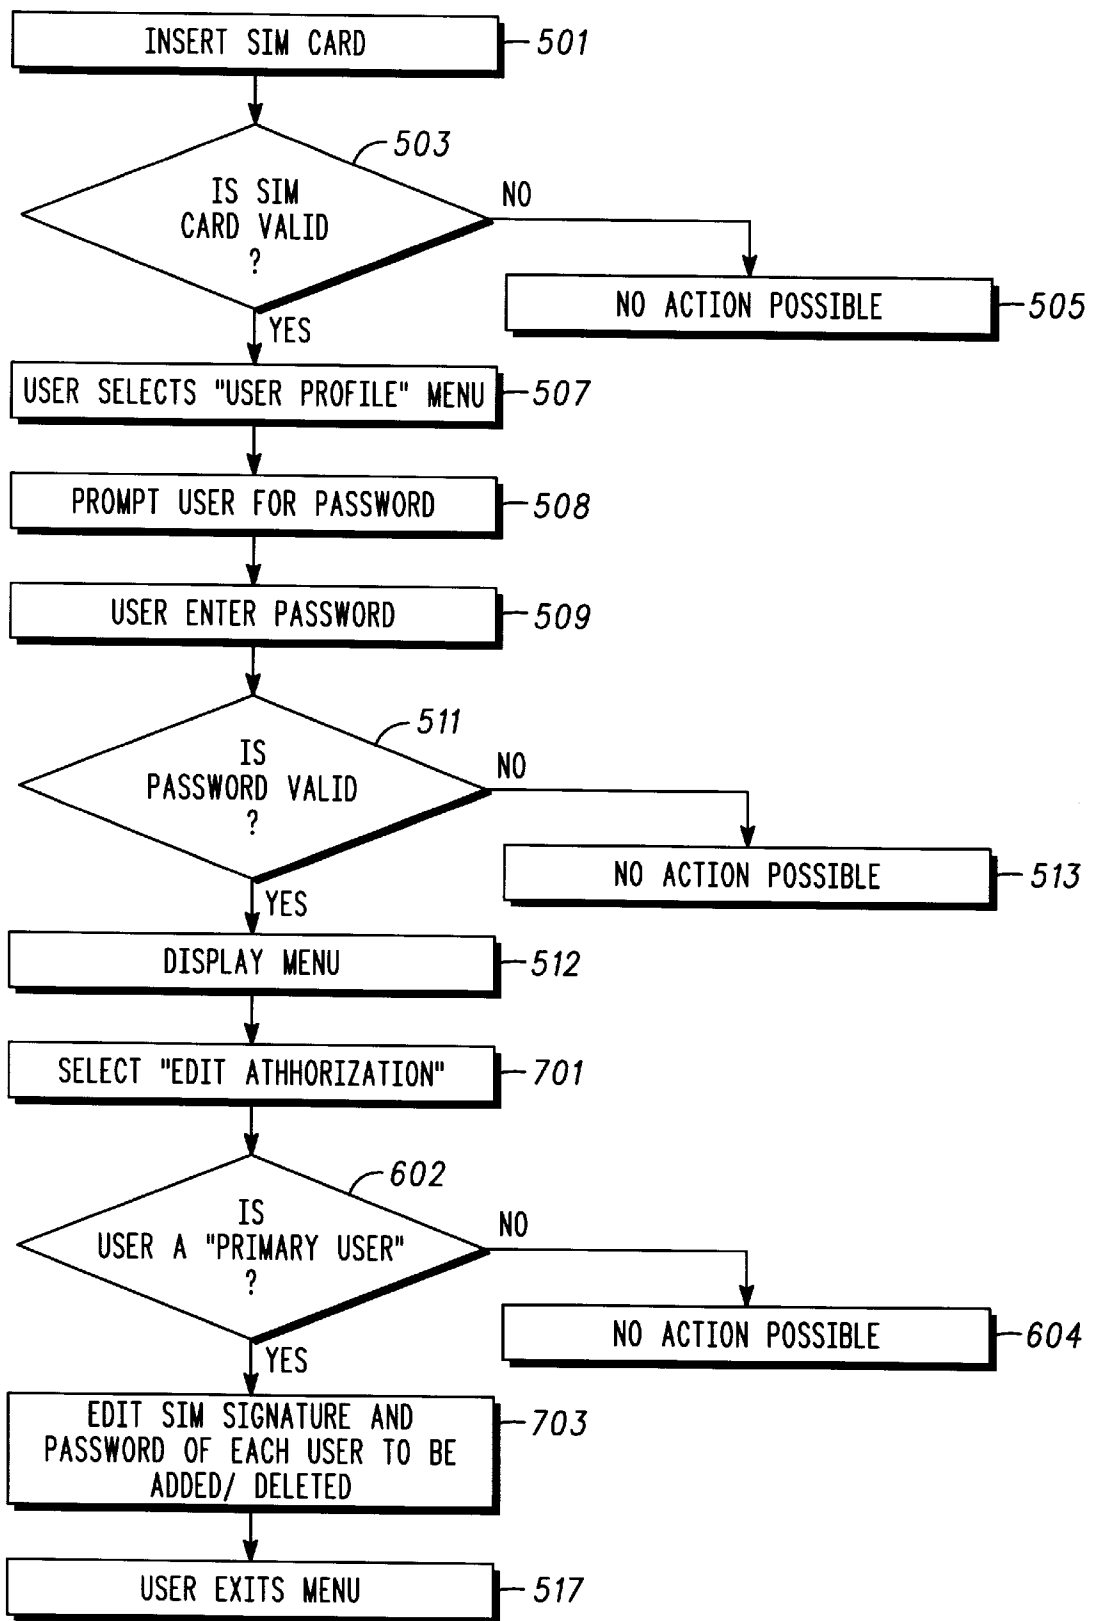 INSERT SIM CARD
501
503
IS SIM
CARD VALID
?
NO
NO ACTION POSSIBLE
505
YES
USER SELECTS "USER PROFILE" MENU
507
PROMPT USER FOR PASSWORD
508
USER ENTER PASSWORD
509
511
IS
PASSWORD VALID
?
NO
NO ACTION POSSIBLE
513
YES
DISPLAY MENU
512
SELECT "EDIT ATHHORIZATION"
701
602
IS
USER A "PRIMARY USER"
?
NO
NO ACTION POSSIBLE
604
YES
EDIT SIM SIGNATURE AND
PASSWORD OF EACH USER TO BE
ADDED/ DELETED
703
USER EXITS MENU
517